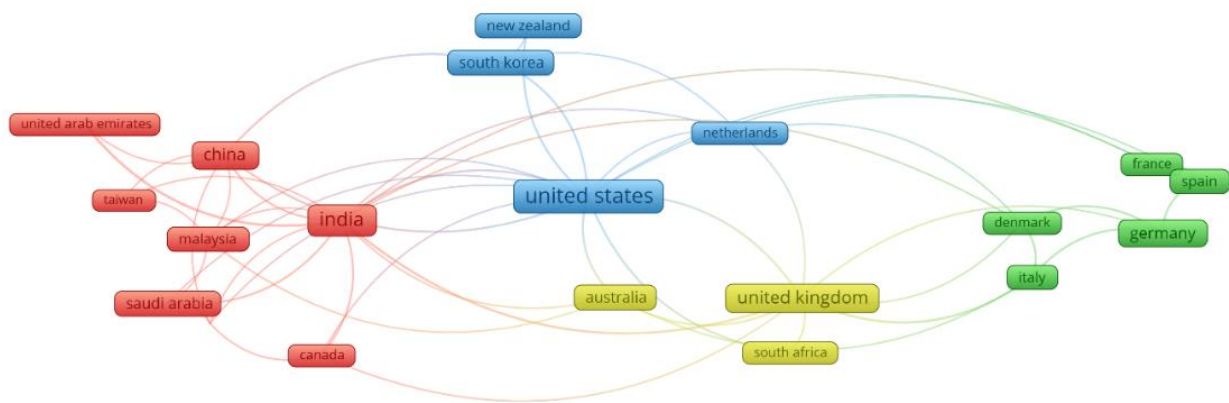 new zealand
south korea
united arab emirates
netherlands
china
france
spain
united states
taiwan
india
denmark
germany
malaysia
italy
saudi arabia
australia
united kingdom
canada
south africa